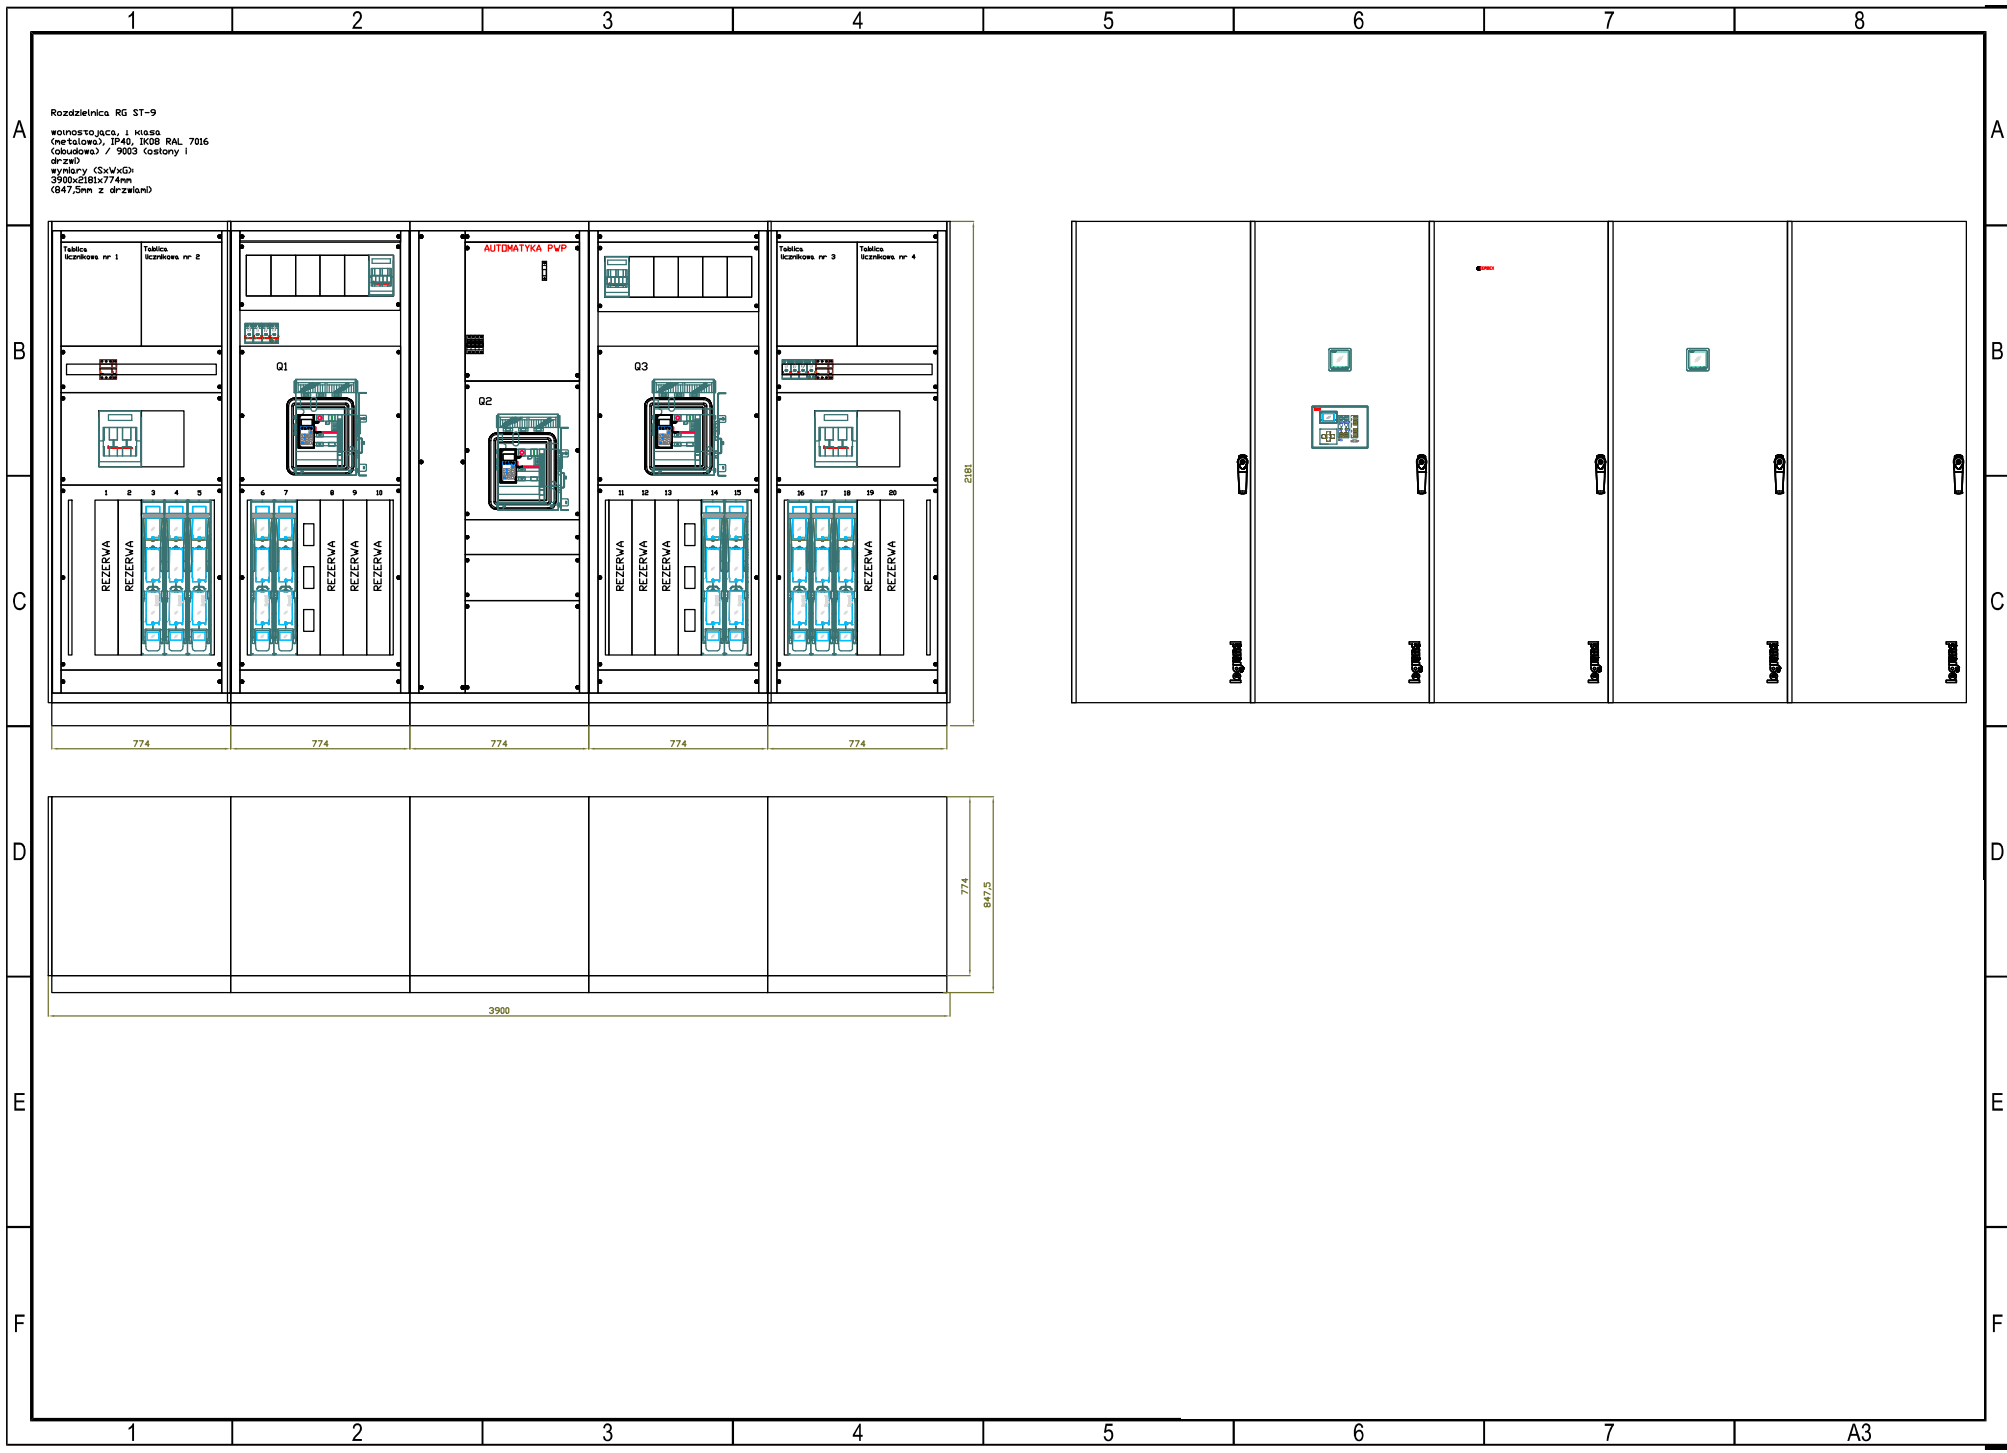 1 2 3 4 5 6 7 8
A A
Rozdzielnica RG ST-9
wolnostojąca, I klasa
(metalowa), IP40, IK08 RAL 7016
(obudowa) / 9003 (osłony i
drzwi)
wymiary (SxWxG):
3900x2181x774mm
(847,5mm z drzwiami)
B B
Tablica
licznikowa nr 1
Tablica
licznikowa nr 2
AUTOMATYKA PWP
Tablica
licznikowa nr 3
Tablica
licznikowa nr 4
Q1
Q2
Q3
2181
1 2 3 4 5 6 7 8 9 10 11 12 13 14 15 16 17 18 19 20
REZERWA
REZERWA
REZERWA
REZERWA
REZERWA
REZERWA
REZERWA
REZERWA
REZERWA
REZERWA
C C
legrand
legrand
legrand
legrand
legrand
774 774 774 774 774
D D
774
847,5
3900
E E
F F
1 2 3 4 5 6 7 A3